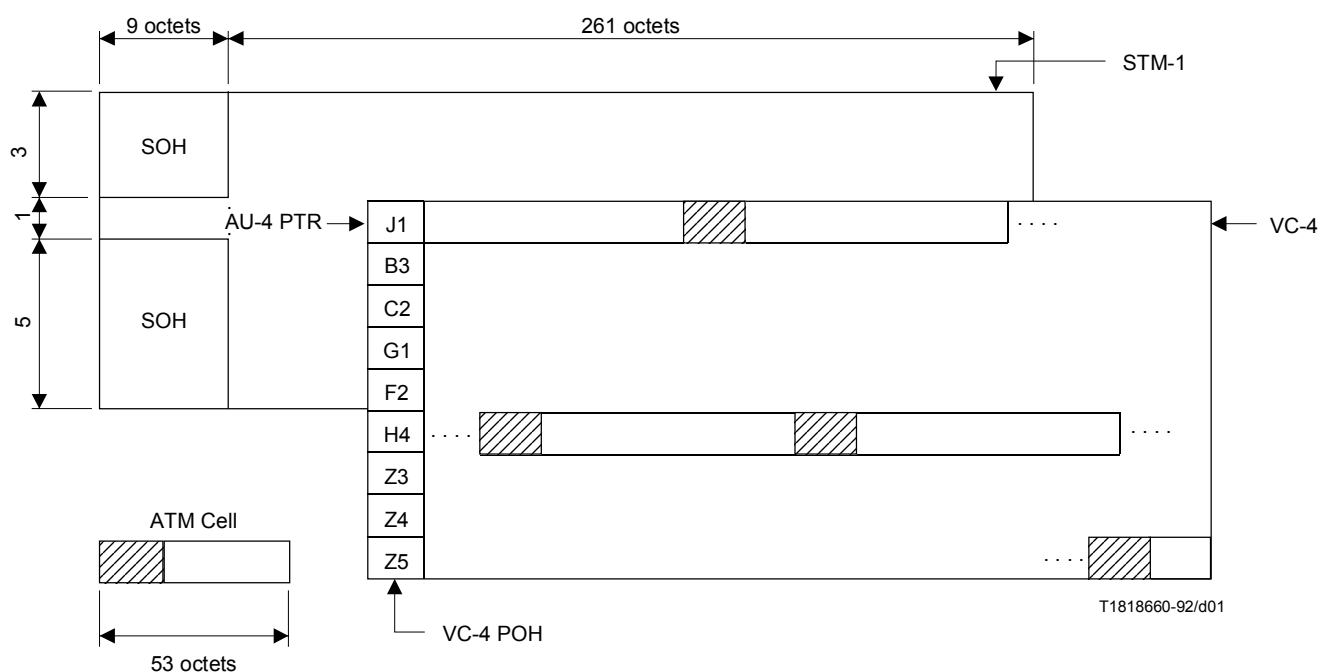 9 octets
261 octets
STM-1
3
SOH
1
AU-4 PTR
J1
. . . .
VC-4
B3
C2
5
SOH
G1
F2
H4
. . . .
. . . .
Z3
Z4
ATM Cell
Z5
. . . .
T1818660-92/d01
VC-4 POH
53 octets